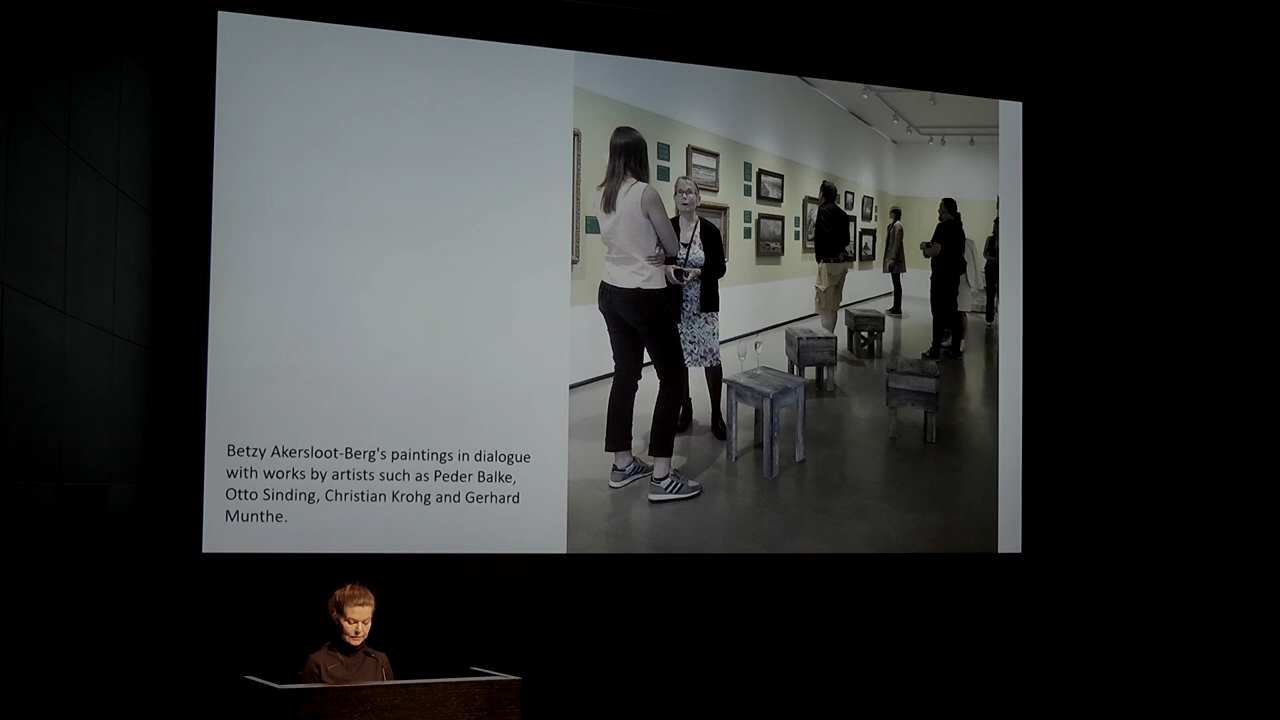 Betzy Akersloot-Berg's paintings in dialogue
with works by artists such as Peder Balke,
Otto Sinding, Christian Krohg and Gerhard
Munthe.